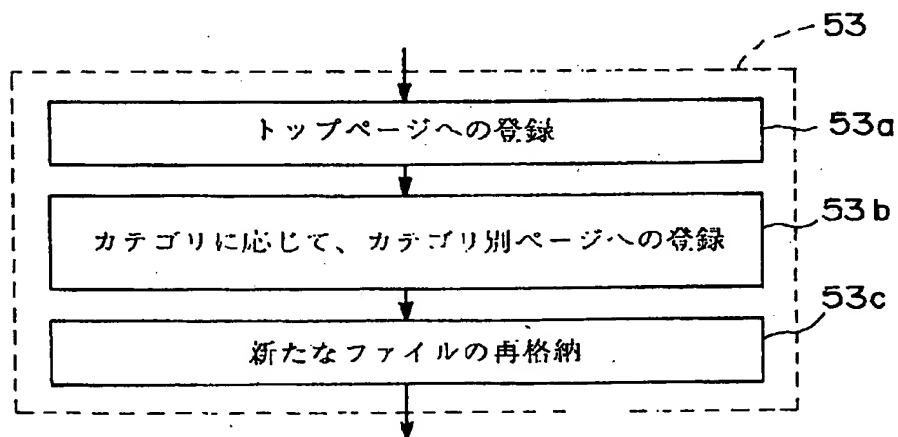 53
トップページへの登録
53a
カテゴリに応じて、カテゴリ別ページへの登録
53b
新たなファイルの再格納
53c